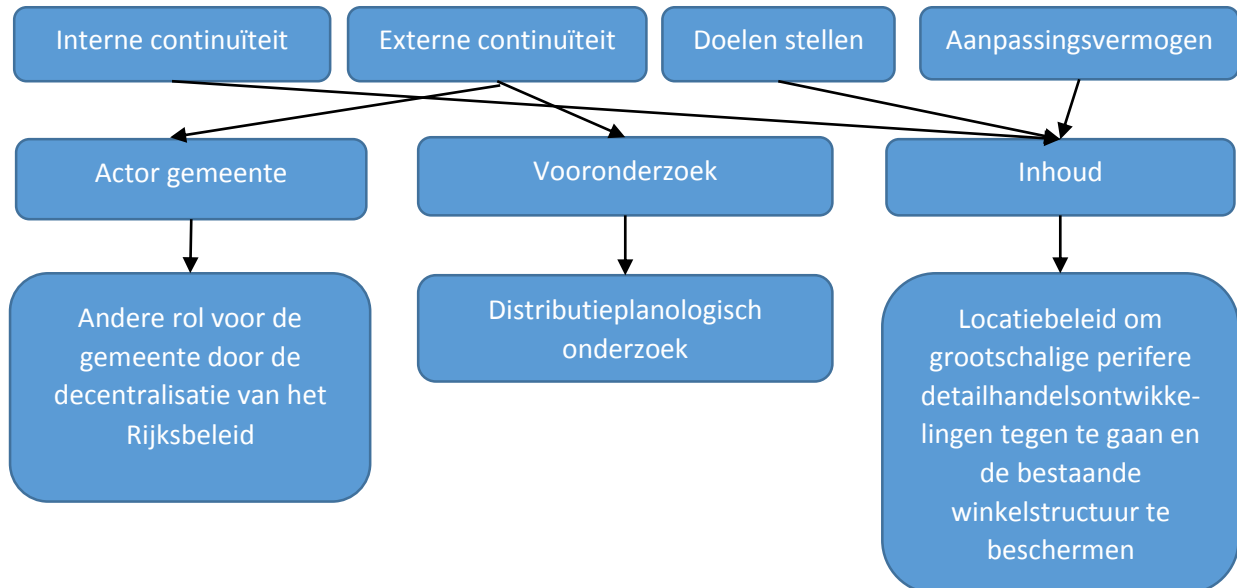 Interne continuïteit
Externe continuïteit
Doelen stellen
Aanpassingsvermogen
Actor gemeente
Vooronderzoek
Inhoud
Andere rol voor de
gemeente door de
decentralisatie van het
Rijksbeleid
Distributieplanologisch
onderzoek
Locatiebeleid om
grootschalige perifere
detailhandelsontwikke-
lingen tegen te gaan en
de bestaande
winkelstructuur te
beschermen